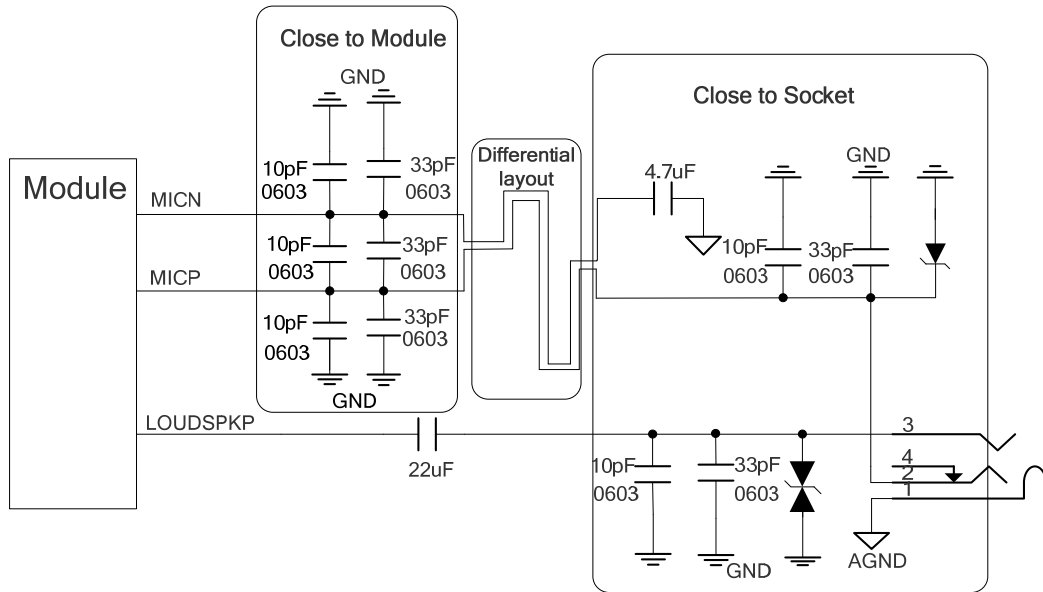 Close to Module
GND
10pF
0603
33pF
0603
Module
MICN
10pF
0603
33pF
0603
MICP
10pF
0603
33pF
0603
GND
Differential
layout
Close to Socket
4.7uF
GND
10pF
0603
33pF
0603
LOUDSPKP
22uF
10pF
0603
33pF
0603
GND
3
4
2
1
AGND